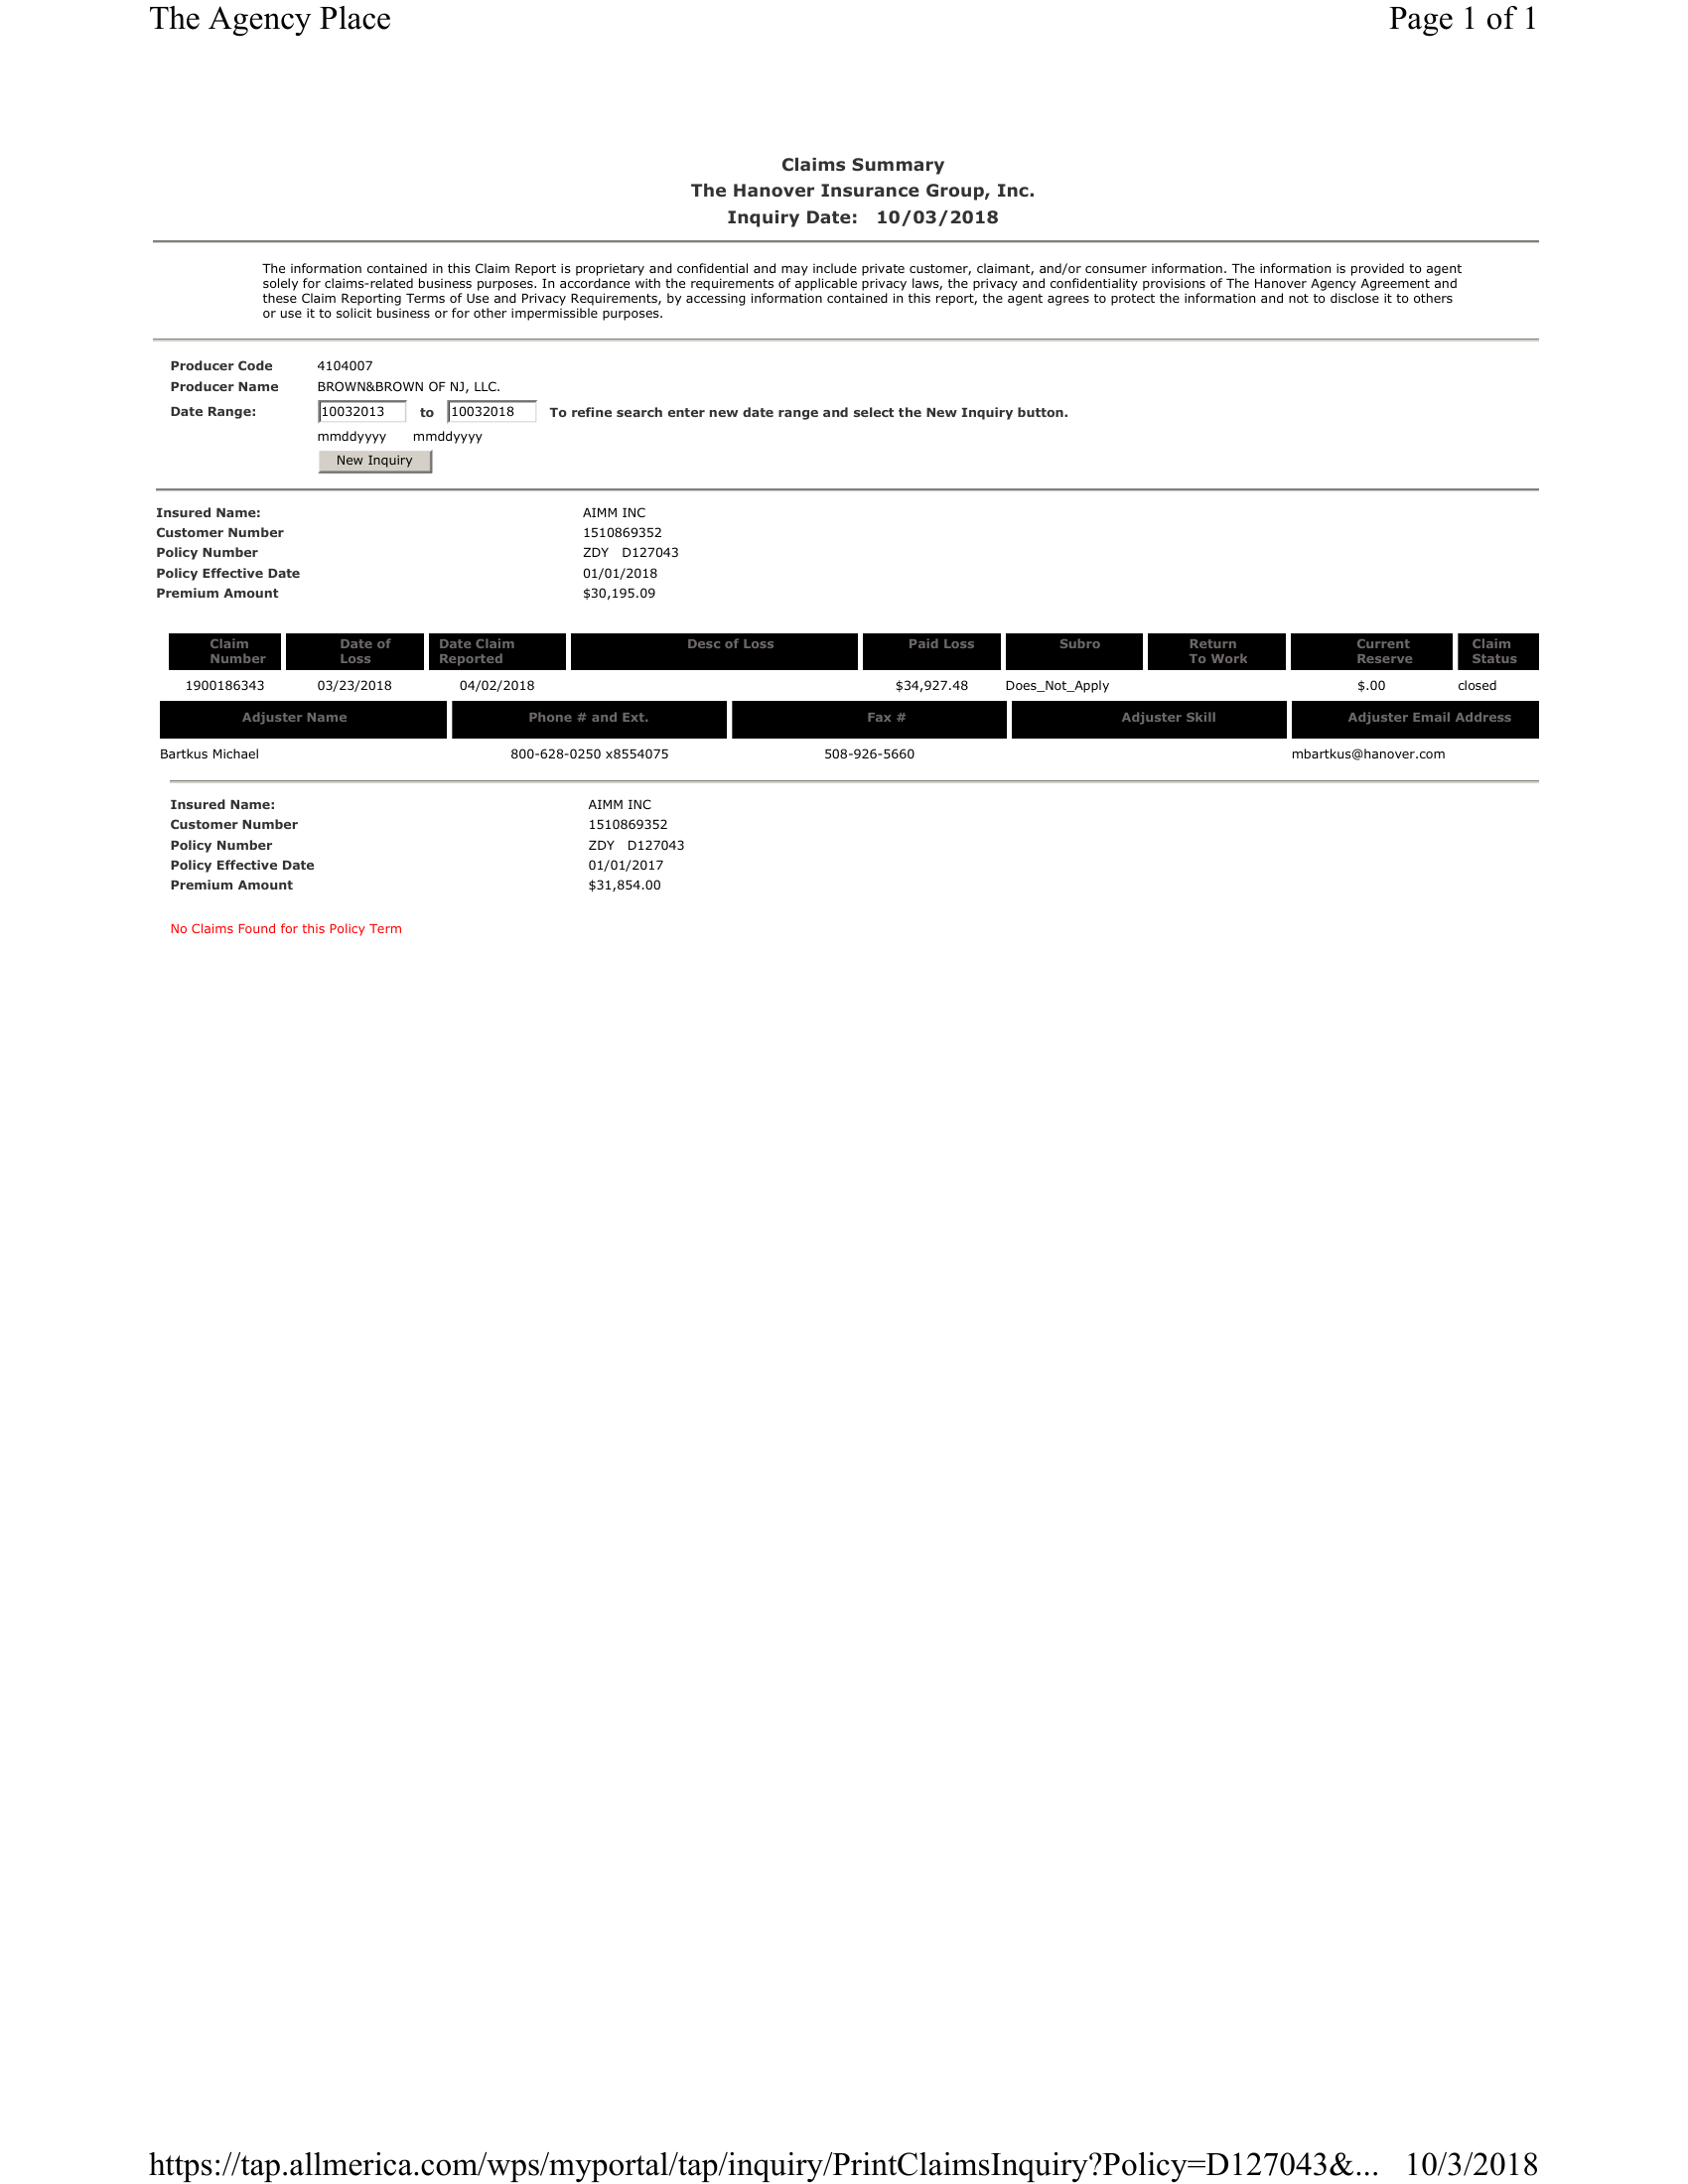 The Agency Place Page 1 of 1
Claims Summary
The Hanover Insurance Group, Inc.
Inquiry Date: 10/03/2018
The information contained in this Claim Report is proprietary and confidential and may include private customer, claimant, and/or consumer information. The information is provided to agent
solely for claims-related business purposes. In accordance with the requirements of applicable privacy laws, the privacy and confidentiality provisions of The Hanover Agency Agreement and
these Claim Reporting Terms of Use and Privacy Requirements, by accessing information contained in this report, the agent agrees to protect the information and not to disclose it to others
or use it to solicit business or for other impermissible purposes.
Producer Code 4104007
Producer Name BROWN&BROWN OF NJ, LLC.
Date Range: 10032013 to 10032018 To refine search enter new date range and select the New Inquiry button.
mmddyyyy mmddyyyy
New Inquiry
Insured Name: AIMM INC
Customer Number 1510869352
Policy Number ZDY D127043
Policy Effective Date 01/01/2018
Premium Amount $30,195.09
Claim Date of Date Claim Desc of Loss Paid Loss Subro Return Current Claim
Number Loss Reported To Work Reserve Status
1900186343 03/23/2018 04/02/2018 $34,927.48 Does_Not_Apply $.00 closed
Adjuster Name Phone # and Ext. Fax # Adjuster Skill Adjuster Email Address
Bartkus Michael 800-628-0250 x8554075 508-926-5660 mbartkus@hanover.com
Insured Name: AIMM INC
Customer Number 1510869352
Policy Number ZDY D127043
Policy Effective Date 01/01/2017
Premium Amount $31,854.00
No Claims Found for this Policy Term
https://tap.allmerica.com/wps/myportal/tap/inquiry/PrintClaimsInquiry?Policy=D127043&... 10/3/2018